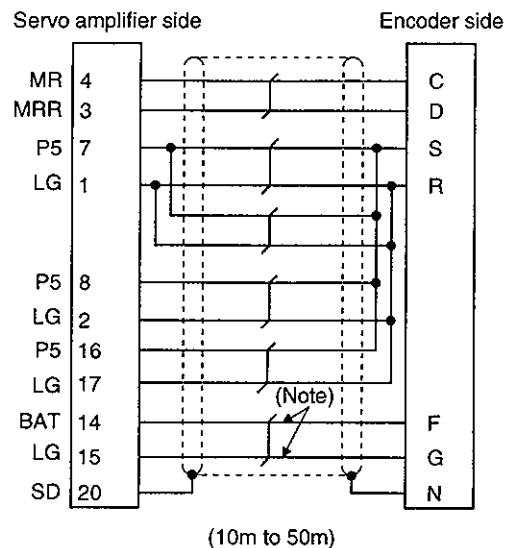 Servo amplifier side Encoder side
MR 4 C
MRR 3 D
P5 7 S
LG 1 R
P5 8
LG 2
P5 16
LG 17
(Note)
BAT 14 F
LG 15 G
SD 20 N
(10m to 50m)